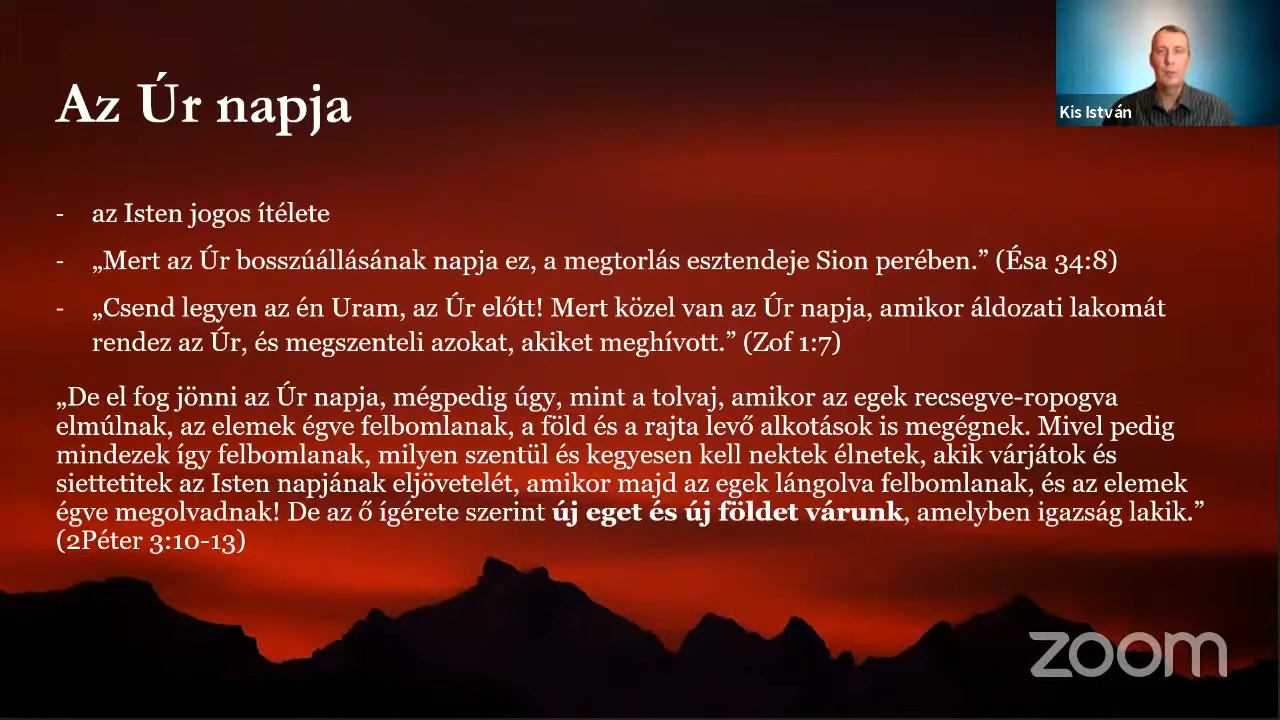 Az Úr napja
Kis István
- az Isten jogos ítélete
- „Mert az Úr bosszúállásának napja ez, a megtorlás esztendeje Sion perében.” (Ésa 34:8)
- „Csend legyen az én Uram, az Úr előtt! Mert közel van az Úr napja, amikor áldozati lakomát
rendez az Úr, és megszenteli azokat, akiket meghívott.” (Zof 1:7)
„De el fog jönni az Úr napja, mégpedig úgy, mint a tolvaj, amikor az egek recsegve-ropogva
elmúlnak, az elemek égve felbomlanak, a föld és a rajta levő alkotások is megégnek. Mivel pedig
mindezek így felbomlanak, milyen szentül és kegyesen kell nektek élnetek, akik várjátok és
siettetitek az Isten napjának eljövetelét, amikor majd az egek lángolva felbomlanak, és az elemek
égve megolvadnak! De az ő ígérete szerint új eget és új földet várunk, amelyben igazság lakik.”
(2Péter 3:10-13)
zoom